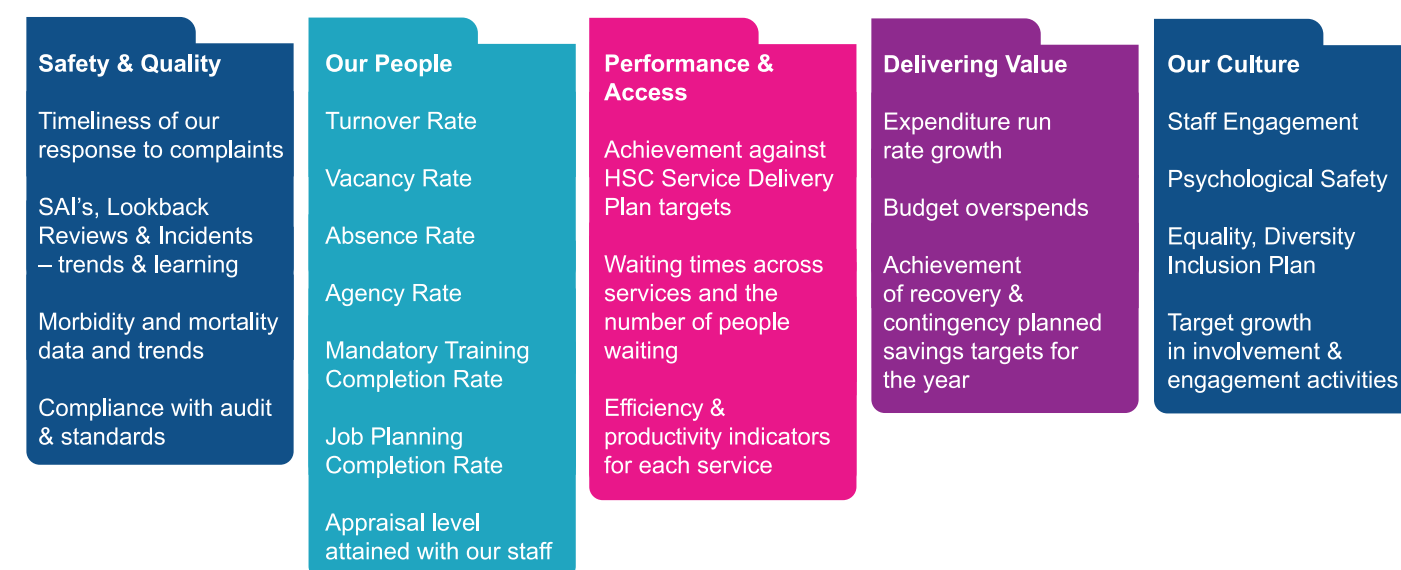 Safety & Quality
Timeliness of our
response to complaints
SAI's, Lookback
Reviews & Incidents
– trends & learning
Morbidity and mortality
data and trends
Compliance with audit
& standards
Our People
Turnover Rate
Vacancy Rate
Absence Rate
Agency Rate
Mandatory Training
Completion Rate
Job Planning
Completion Rate
Appraisal level
attained with our staff
Performance &
Access
Achievement against
HSC Service Delivery
Plan targets
Waiting times across
services and the
number of people
waiting
Efficiency &
productivity indicators
for each service
Delivering Value
Expenditure run
rate growth
Budget overspends
Achievement
of recovery &
contingency planned
savings targets for
the year
Our Culture
Staff Engagement
Psychological Safety
Equality, Diversity
Inclusion Plan
Target growth
in involvement &
engagement activities